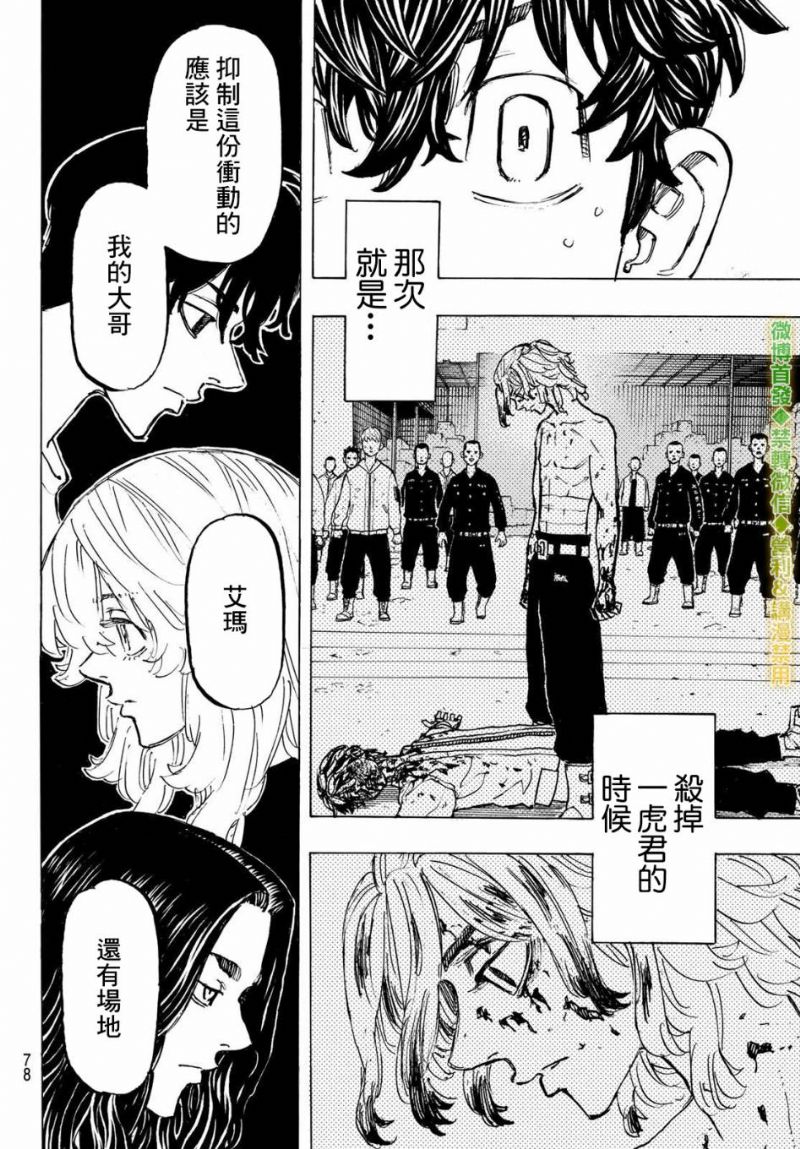 那次
就是…
殺掉
一虎君的
時候
抑制這份衝動的
應該是
我的大哥
艾瑪
還有場地
微博首發◆禁轉微信◆營利&講漫禁用
78